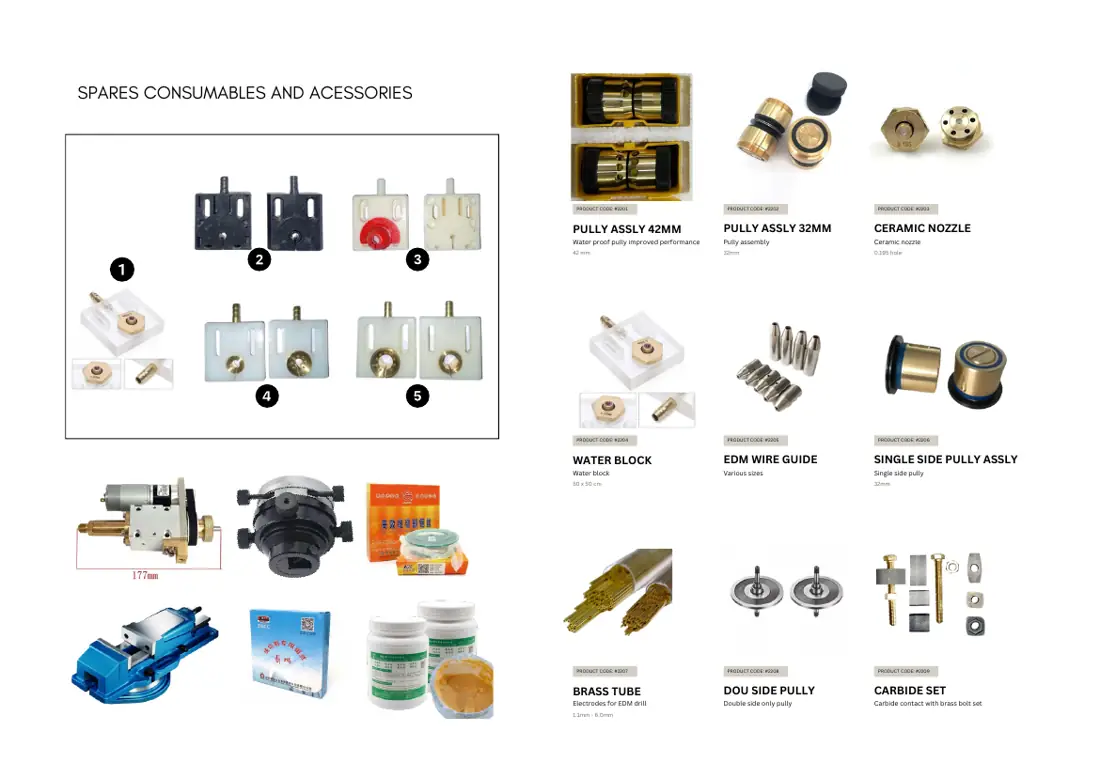 SPARES CONSUMABLES AND ACESSORIES
1
2
3
4
5
177mm
PRODUCT CODE: #2201
PULLY ASSLY 42MM
Water proof pully improved performance
42 mm
PRODUCT CODE: #2202
PULLY ASSLY 32MM
Pully assembly
32mm
PRODUCT CODE: #2203
CERAMIC NOZZLE
Ceramic nozzle
PRODUCT CODE: #2204
WATER BLOCK
Water block
50 x 50 cm
PRODUCT CODE: #2205
EDM WIRE GUIDE
Various sizes
PRODUCT CODE: #2206
SINGLE SIDE PULLY ASSLY
Single side pully
32mm
PRODUCT CODE: #2207
BRASS TUBE
Electrodes for EDM drill
PRODUCT CODE: #2208
DOU SIDE PULLY
Double side only pully
PRODUCT CODE: #2209
CARBIDE SET
Carbide contact with brass bolt set